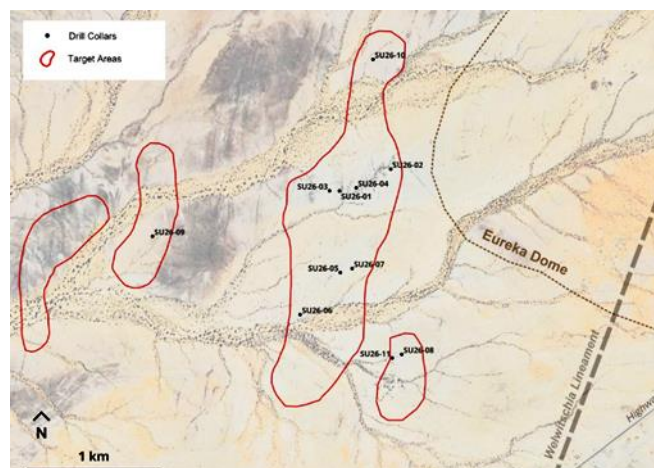 Drill Collars
Target Areas
SU26-10
SU26-02
SU26-04
SU26-03
SU26-01
SU26-09
Eureka Dome
SU26-07
SU26-05
SU26-06
SU26-08
SU26-11
Welwitschia Lineament
Highway
N
1 km